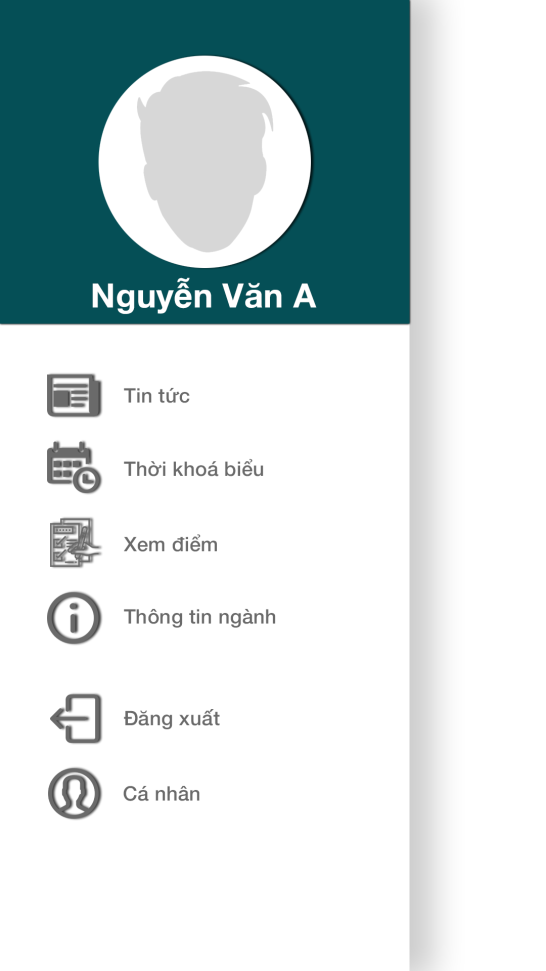 Nguyễn Văn A
Tin tức
Thời khoá biểu
Xem điểm
Thông tin ngành
Đăng xuất
Cá nhân